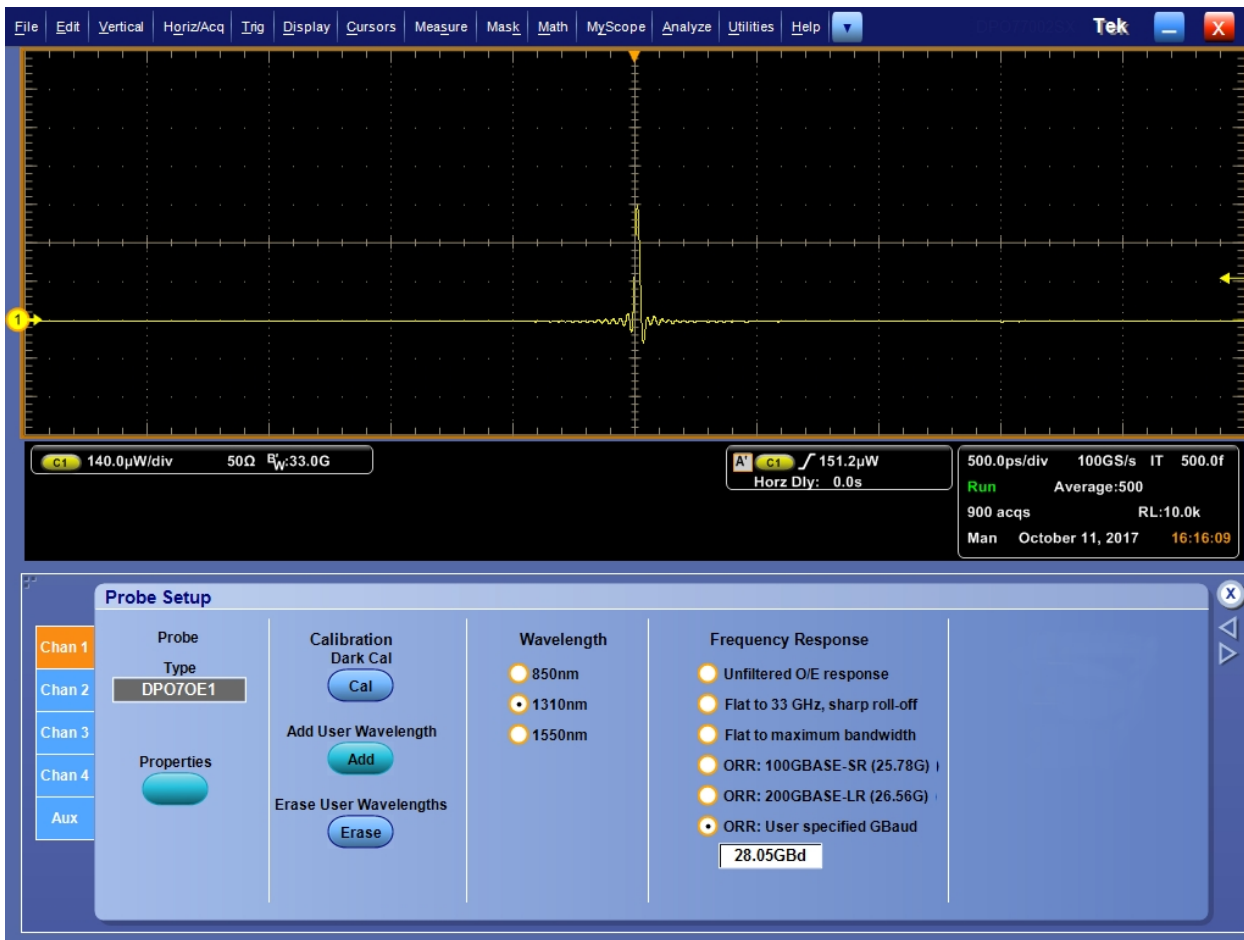 File Edit Vertical Horiz/Acq Trig Display Cursors Measure Mask Math MyScope Analyze Utilities Help Tek X
1
C1 140.0µW/div 50Ω BW:33.0G
A' C1 151.2µW
Horz Dly: 0.0s
500.0ps/div 100GS/s IT 500.0f
Run Average:500
900 acqs RL:10.0k
Man October 11, 2017 16:16:09
Probe Setup
X
Chan 1
Chan 2
Chan 3
Chan 4
Aux
Probe
Type
DPO7OE1
Properties
Calibration
Dark Cal
Cal
Add User Wavelength
Add
Erase User Wavelengths
Erase
Wavelength
850nm
1310nm
1550nm
Frequency Response
Unfiltered O/E response
Flat to 33 GHz, sharp roll-off
Flat to maximum bandwidth
ORR: 100GBASE-SR (25.78G)
ORR: 200GBASE-LR (26.56G)
ORR: User specified GBaud
28.05GBd